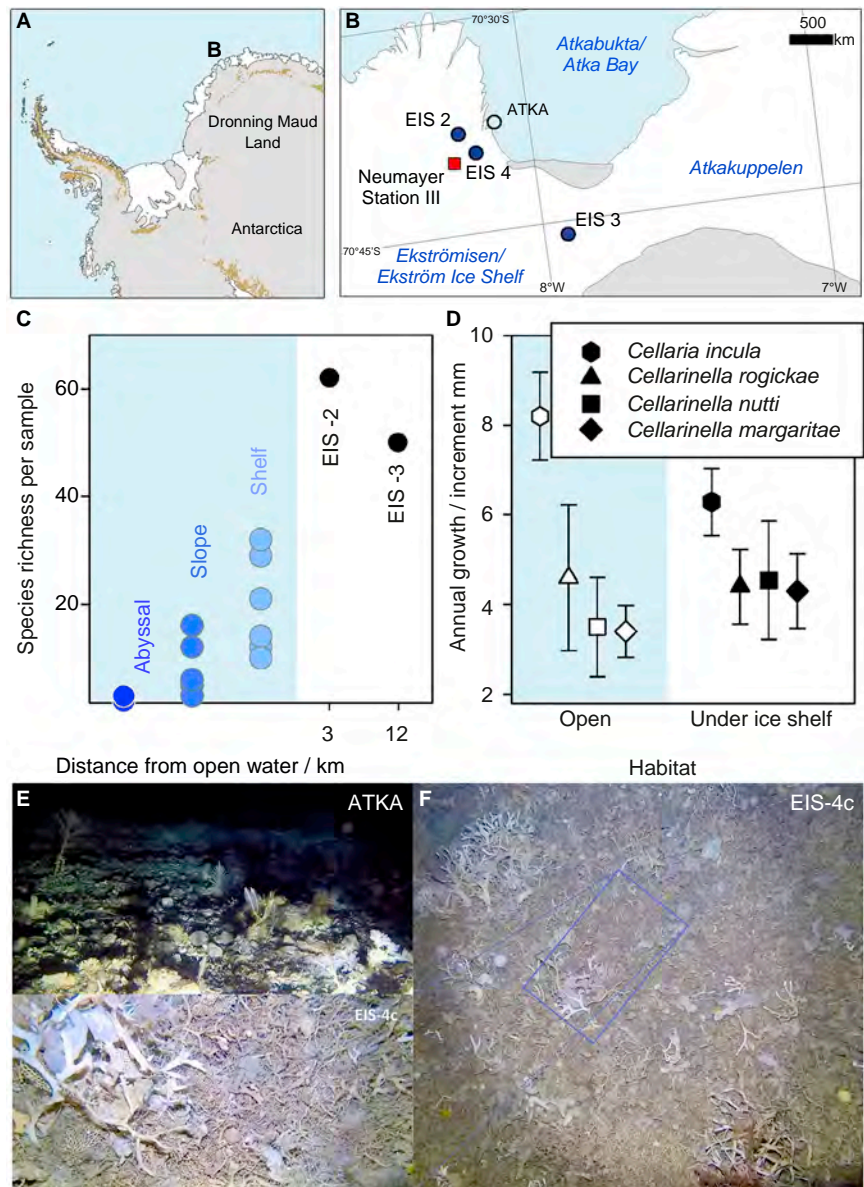 A
B
Dronning Maud
Land
Antarctica
B
70°30'S
500
km
Atkabukta/
Atka Bay
ATKA
EIS 2
EIS 4
Neumayer
Station III
Atkakuppelen
EIS 3
70°45'S
Ekströmisen/
Ekström Ice Shelf
8°W
7°W
C
Species richness per sample
60
40
20
Abyssal
Slope
Shelf
EIS -2
EIS -3
3
12
Distance from open water / km
D
Annual growth / increment mm
10
8
6
4
2
Cellaria incula
Cellarinella rogickae
Cellarinella nutti
Cellarinella margaritae
Open
Under ice shelf
Habitat
E
ATKA
EIS-4c
F
EIS-4c